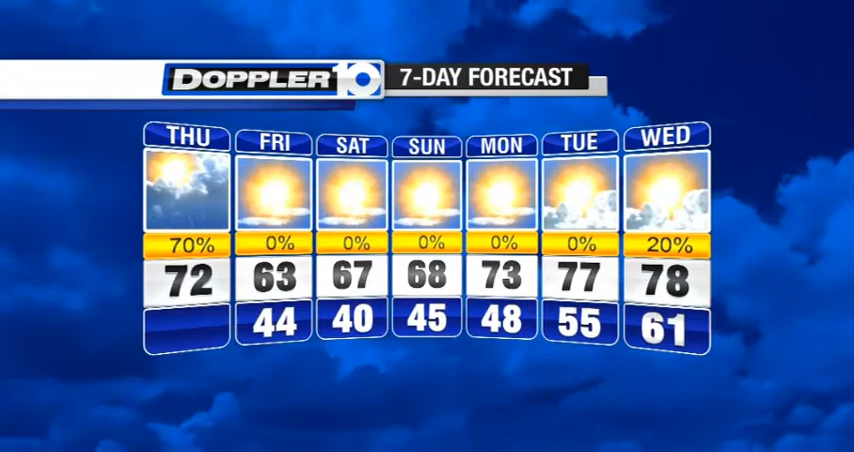 DOPPLER 10 7-DAY FORECAST
THU FRI SAT SUN MON TUE WED
70% 0% 0% 0% 0% 0% 20%
72 63 67 68 73 77 78
44 40 45 48 55 61